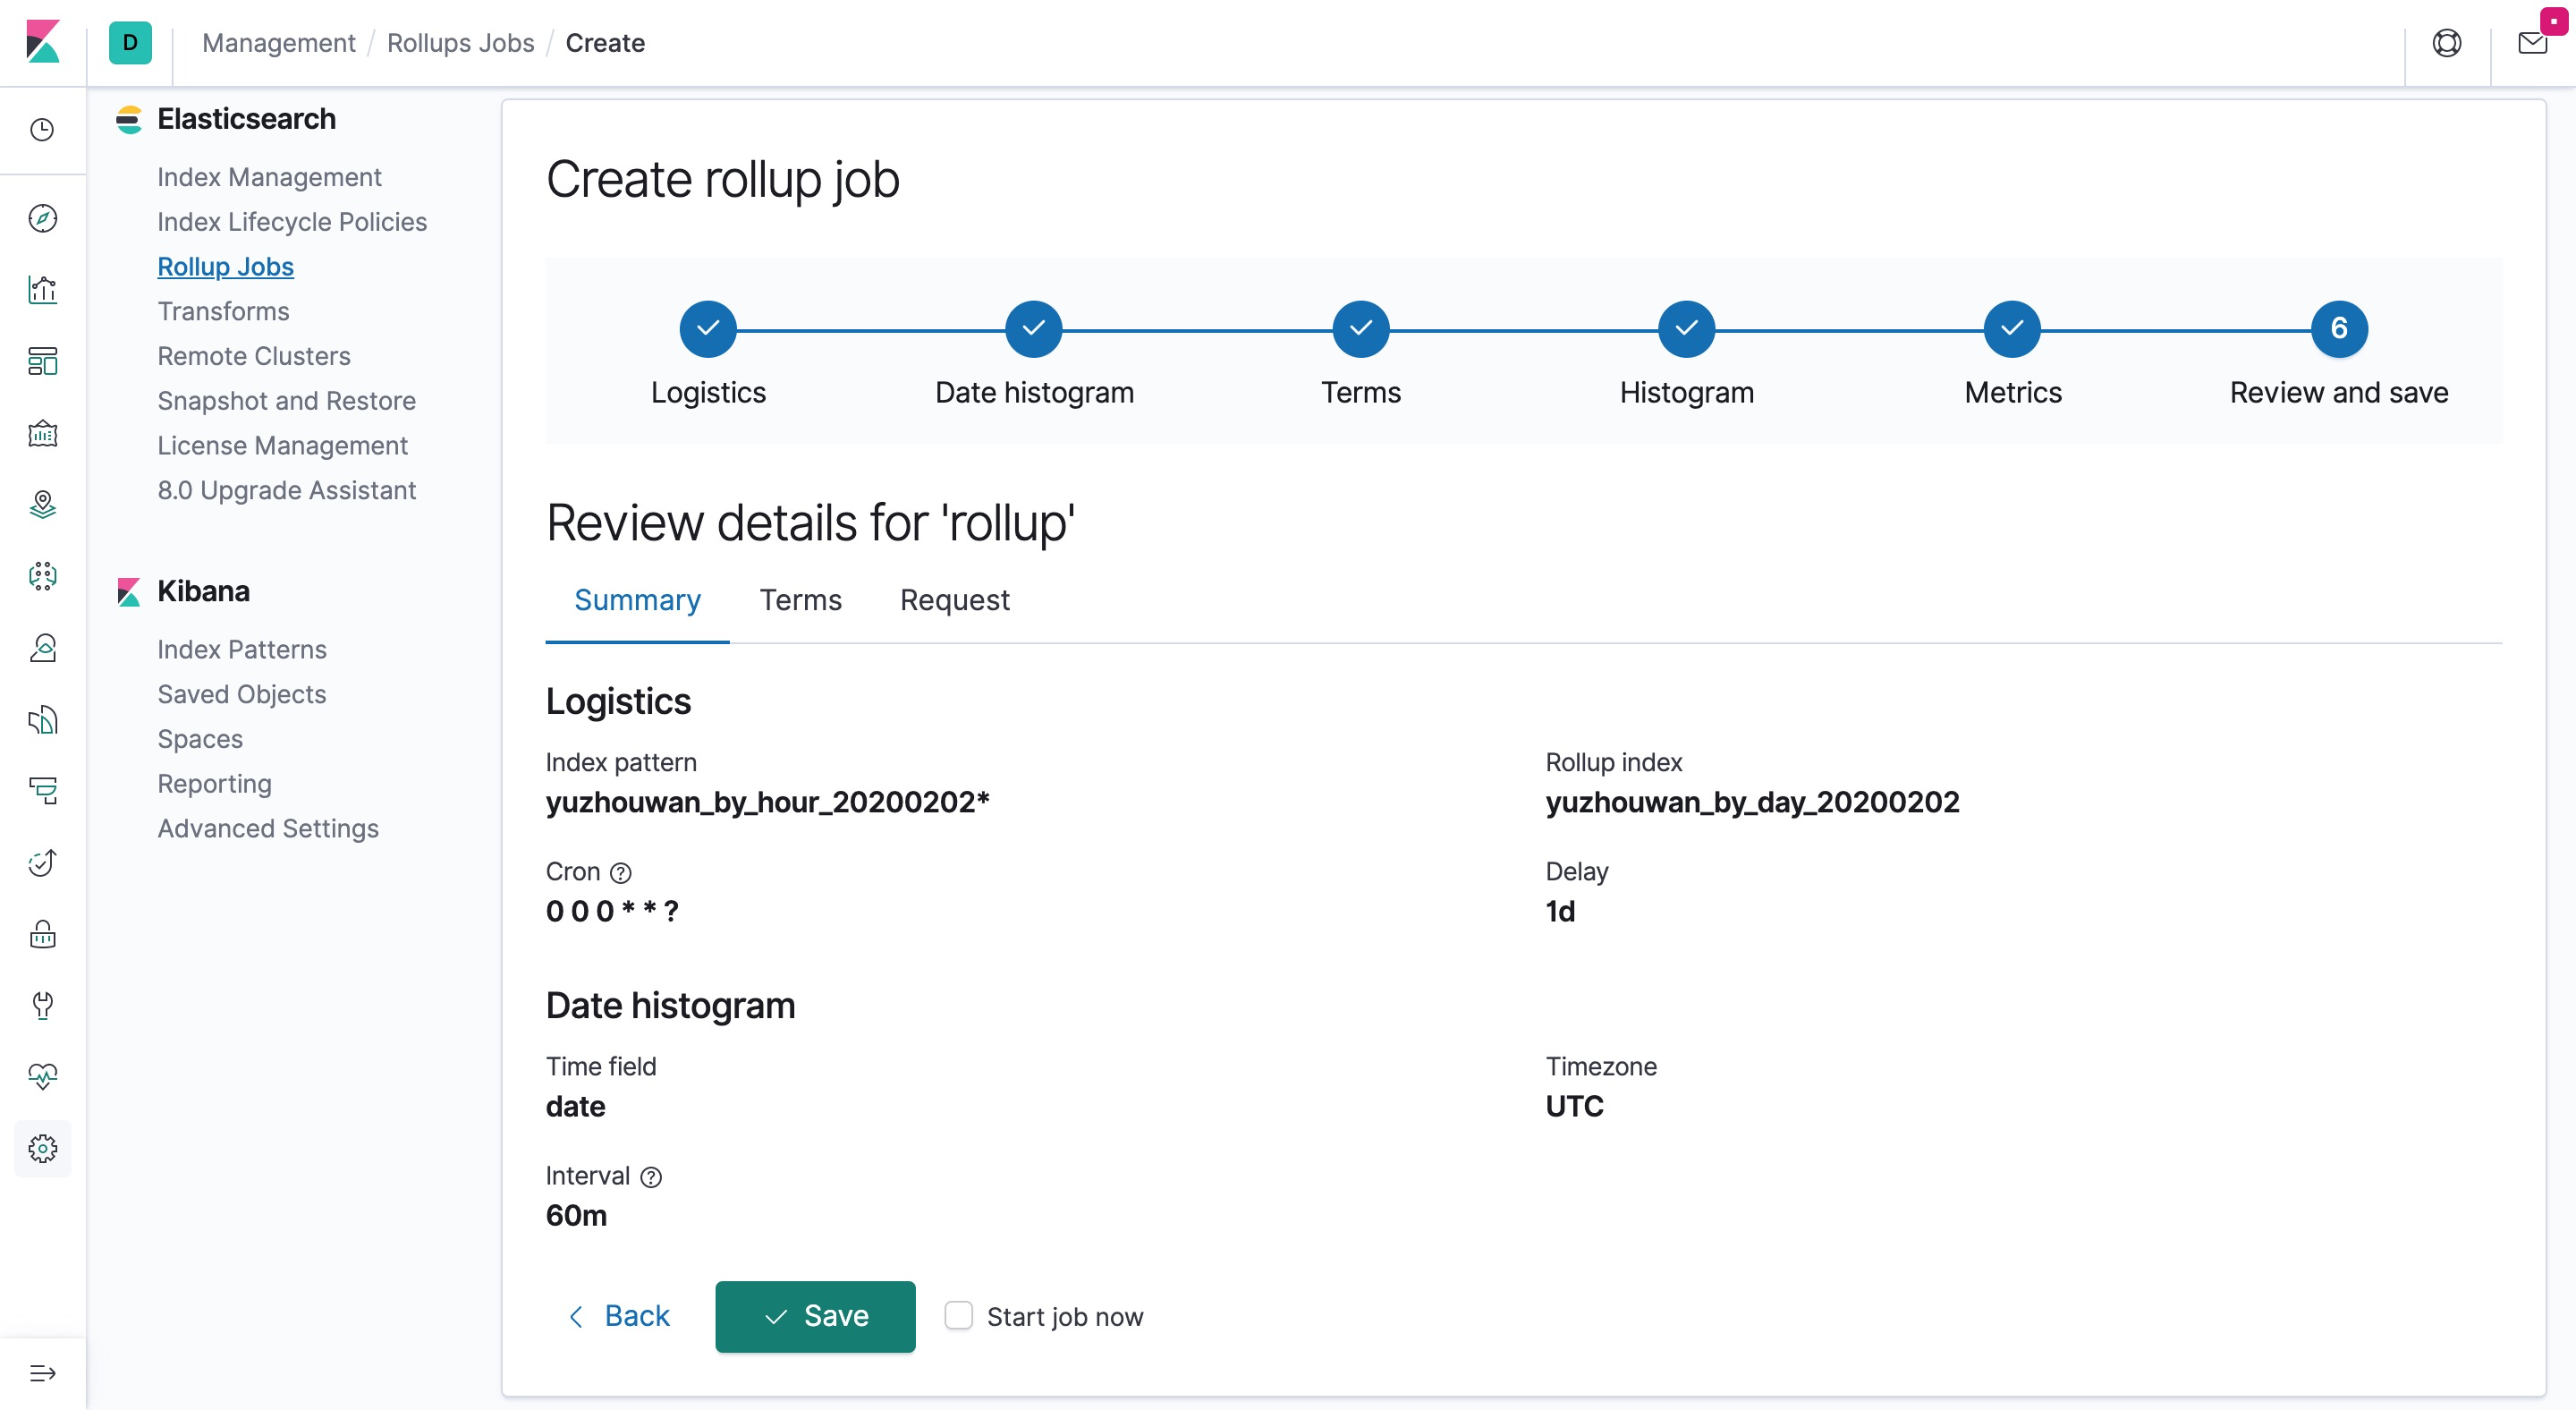 D
Management / Rollups Jobs / Create
Elasticsearch
Index Management
Index Lifecycle Policies
Rollup Jobs
Transforms
Remote Clusters
Snapshot and Restore
License Management
8.0 Upgrade Assistant
Kibana
Index Patterns
Saved Objects
Spaces
Reporting
Advanced Settings
Create rollup job
Logistics
Date histogram
Terms
Histogram
Metrics
6
Review and save
Review details for 'rollup'
Summary
Terms
Request
Logistics
Index pattern
yuzhouwan_by_hour_20200202*
Rollup index
yuzhouwan_by_day_20200202
Cron ?
0 0 0 * * ?
Delay
1d
Date histogram
Time field
date
Timezone
UTC
Interval ?
60m
Back
Save
Start job now